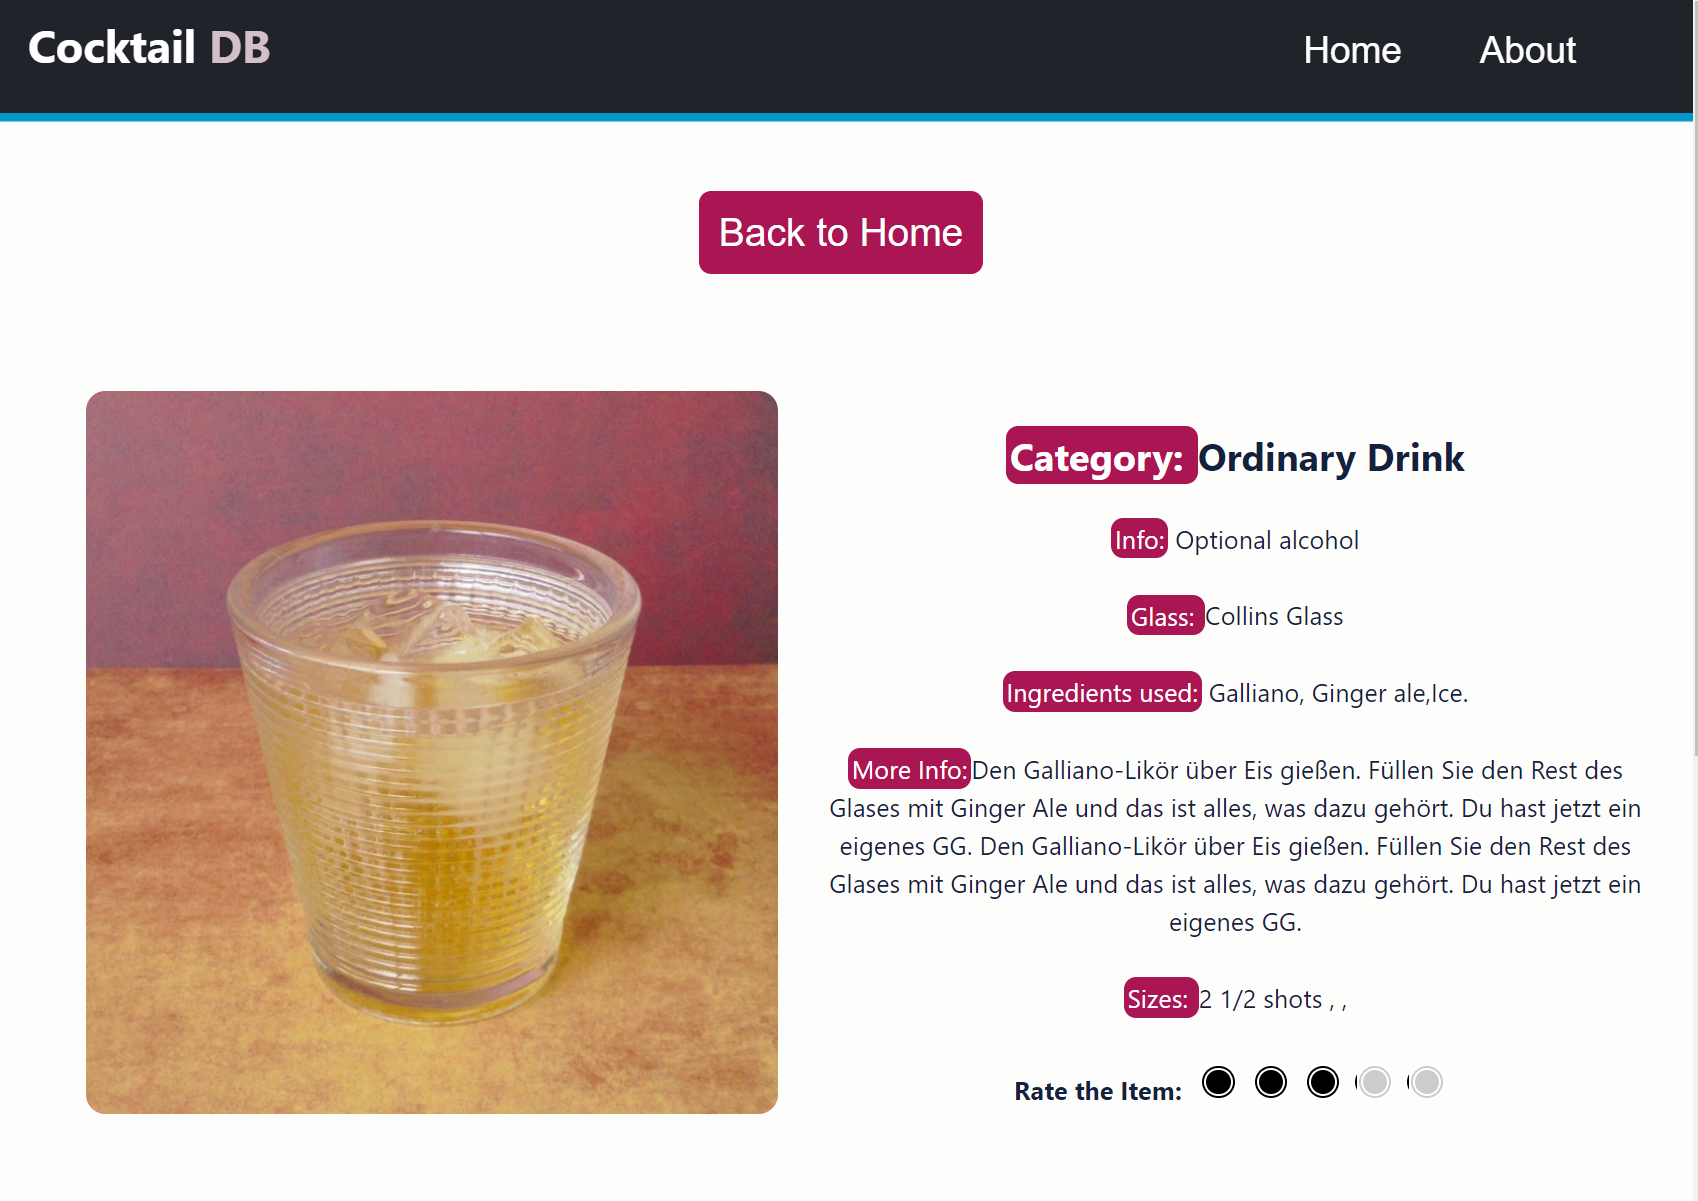 Cocktail DB
Home About
Back to Home
Category: Ordinary Drink
Info: Optional alcohol
Glass: Collins Glass
Ingredients used: Galliano, Ginger ale,Ice.
More Info:Den Galliano-Likör über Eis gießen. Füllen Sie den Rest des
Glases mit Ginger Ale und das ist alles, was dazu gehört. Du hast jetzt ein
eigenes GG. Den Galliano-Likör über Eis gießen. Füllen Sie den Rest des
Glases mit Ginger Ale und das ist alles, was dazu gehört. Du hast jetzt ein
eigenes GG.
Sizes: 2 1/2 shots , ,
Rate the Item: